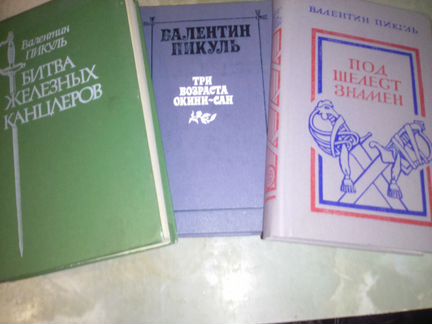 Валентин
ПИКУЛЬ
БИТВА
ЖЕЛЕЗНЫХ
КАНЦЛЕРОВ
ВАЛЕНТИН
ПИКУЛЬ
ТРИ
ВОЗРАСТА
ОКИНИ-САН
ВАЛЕНТИН ПИКУЛЬ
ПОД
ШЕЛЕСТ
ЗНАМЕН